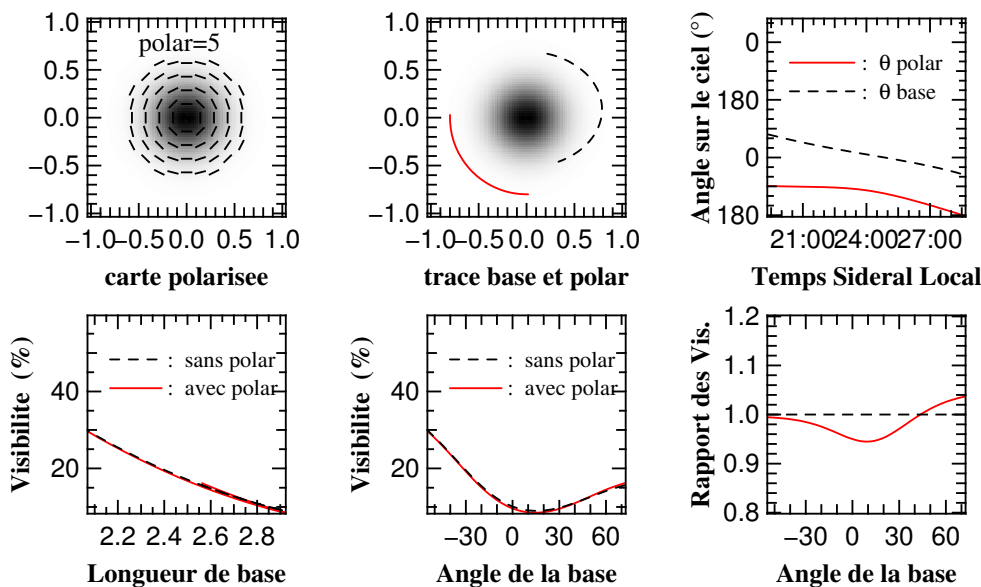 polar=5
1.0
0.5
0.0
−0.5
−1.0
−1.0 −0.5 0.0 0.5 1.0
carte polarisee
1.0
0.5
0.0
−0.5
−1.0
−1.0 −0.5 0.0 0.5 1.0
trace base et polar
Angle sur le ciel (°)
0
180
0
180
: θ polar
: θ base
21:00 24:00 27:00
Temps Sideral Local
Visibilite (%)
40
20
: sans polar
: avec polar
2.2 2.4 2.6 2.8
Longueur de base
Visibilite (%)
40
20
: sans polar
: avec polar
−30 0 30 60
Angle de la base
Rapport des Vis.
1.2
1.1
1.0
0.9
0.8
−30 0 30 60
Angle de la base